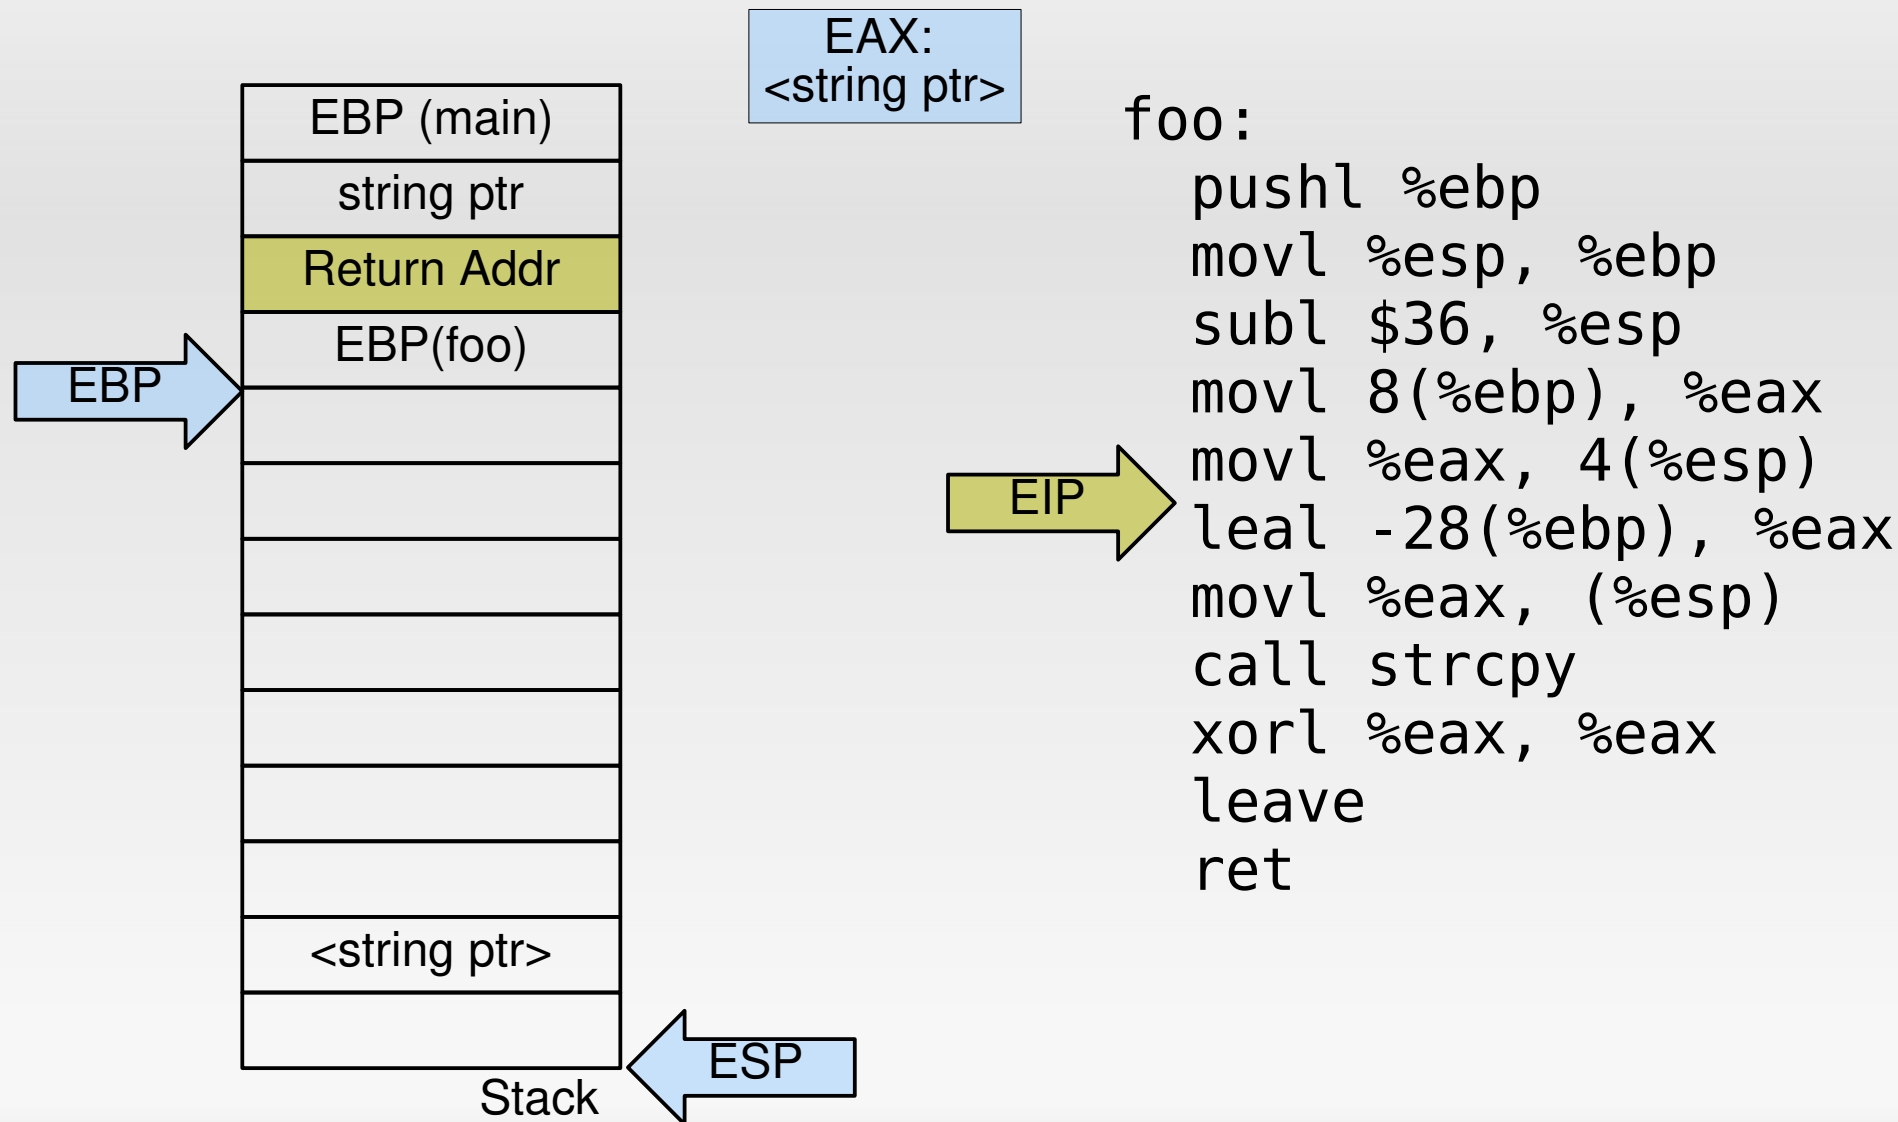 EAX:
<string ptr>
EBP (main)
string ptr
Return Addr
EBP(foo)
EBP
<string ptr>
ESP
Stack
EIP
foo:
pushl %ebp
movl %esp, %ebp
subl $36, %esp
movl 8(%ebp), %eax
movl %eax, 4(%esp)
leal -28(%ebp), %eax
movl %eax, (%esp)
call strcpy
xorl %eax, %eax
leave
ret